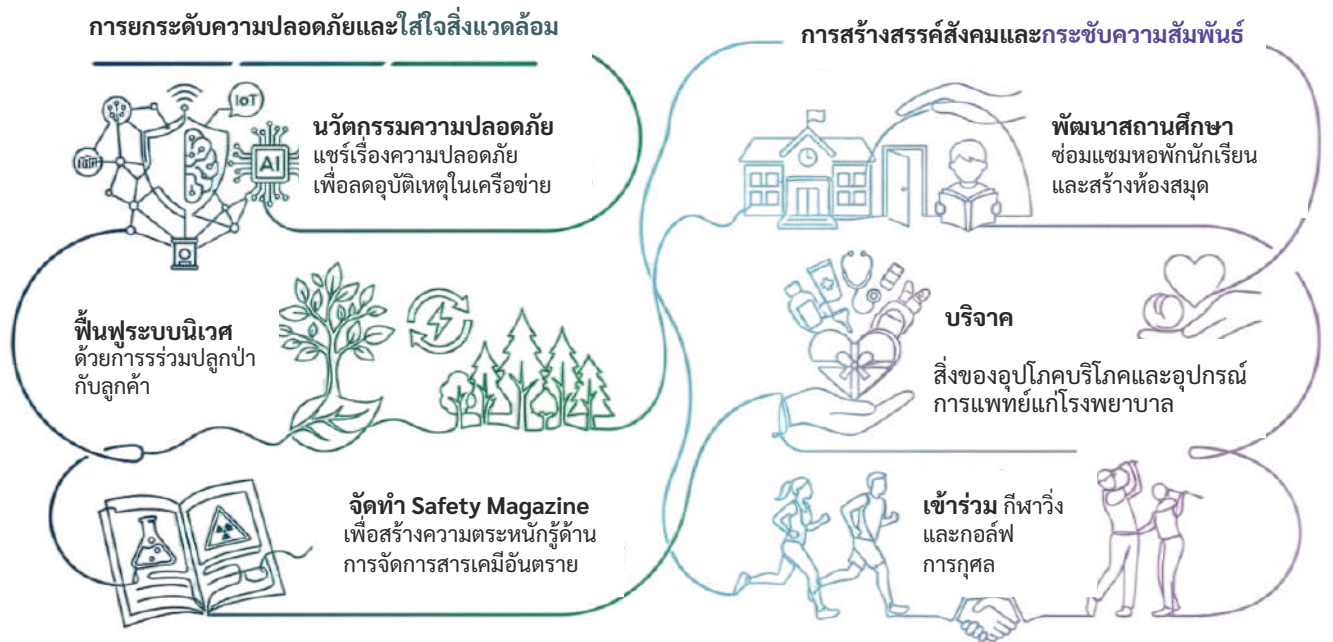 การยกระดับความปลอดภัยและใส่ใจสิ่งแวดล้อม
IoT
IoT
AI
นวัตกรรมความปลอดภัย
แชร์เรื่องความปลอดภัย
เพื่อลดอุบัติเหตุในเครือข่าย
ฟื้นฟูระบบนิเวศ
ด้วยการรร่วมปลูกป่า
กับลูกค้า
จัดทำ Safety Magazine
เพื่อสร้างความตระหนักรู้ด้าน
การจัดการสารเคมีอันตราย
การสร้างสรรค์สังคมและกระชับความสัมพันธ์
พัฒนาสถานศึกษา
ซ่อมแซมหอพักนักเรียน
และสร้างห้องสมุด
บริจาค
สิ่งของอุปโภคบริโภคและอุปกรณ์
การแพทย์แก่โรงพยาบาล
เข้าร่วม กีฬาวิ่ง
และกอล์ฟ
การกุศล